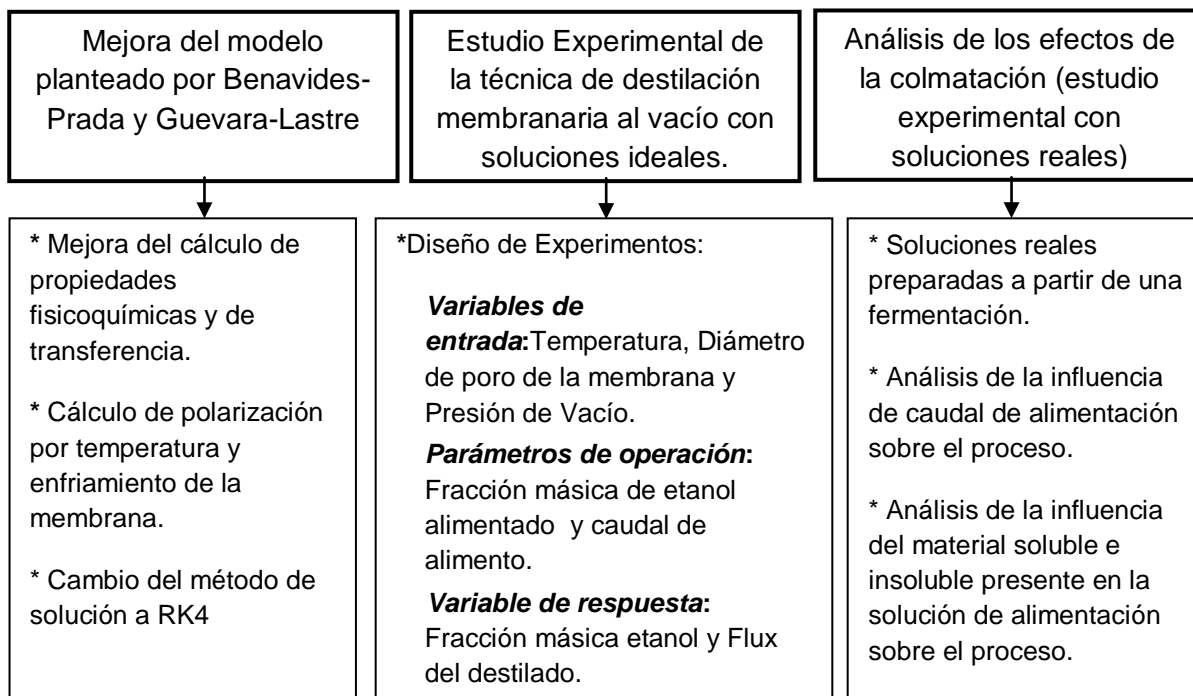 Mejora del modelo
planteado por Benavides-
Prada y Guevara-Lastre
Estudio Experimental de
la técnica de destilación
membranaria al vacío con
soluciones ideales.
Análisis de los efectos de
la colmatación (estudio
experimental con
soluciones reales)
* Mejora del cálculo de
propiedades
fisicoquímicas y de
transferencia.
* Cálculo de polarización
por temperatura y
enfriamiento de la
membrana.
* Cambio del método de
solución a RK4
*Diseño de Experimentos:
Variables de
entrada:Temperatura, Diámetro
de poro de la membrana y
Presión de Vacío.
Parámetros de operación:
Fracción másica de etanol
alimentado y caudal de
alimento.
Variable de respuesta:
Fracción másica etanol y Flux
del destilado.
* Soluciones reales
preparadas a partir de una
fermentación.
* Análisis de la influencia
de caudal de alimentación
sobre el proceso.
* Análisis de la influencia
del material soluble e
insoluble presente en la
solución de alimentación
sobre el proceso.